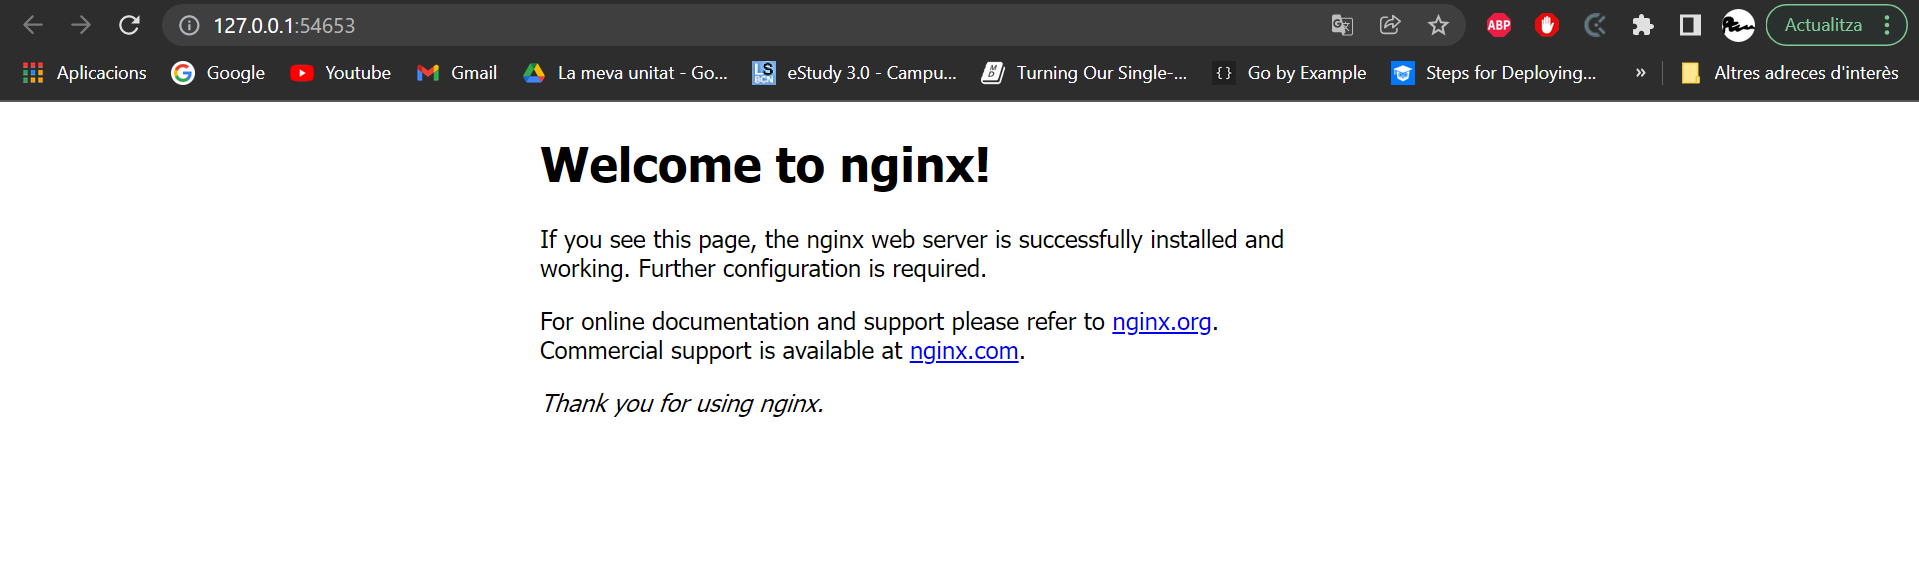 127.0.0.1:54653
ABP
Actualitza
Aplicacions
Google
Youtube
Gmail
La meva unitat - Go...
LS BCN
eStudy 3.0 - Campu...
MD
Turning Our Single-...
{}
Go by Example
Steps for Deploying...
»
Altres adreces d'interès
Welcome to nginx!
If you see this page, the nginx web server is successfully installed and
working. Further configuration is required.
For online documentation and support please refer to nginx.org.
Commercial support is available at nginx.com.
Thank you for using nginx.